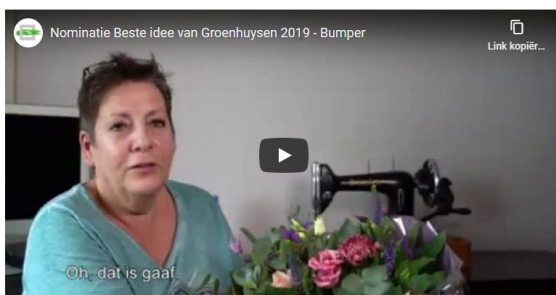 Nominatie Beste idee van Groenhuysen 2019 - Bumper
Link kopiër...
Oh, dat is gaaf.